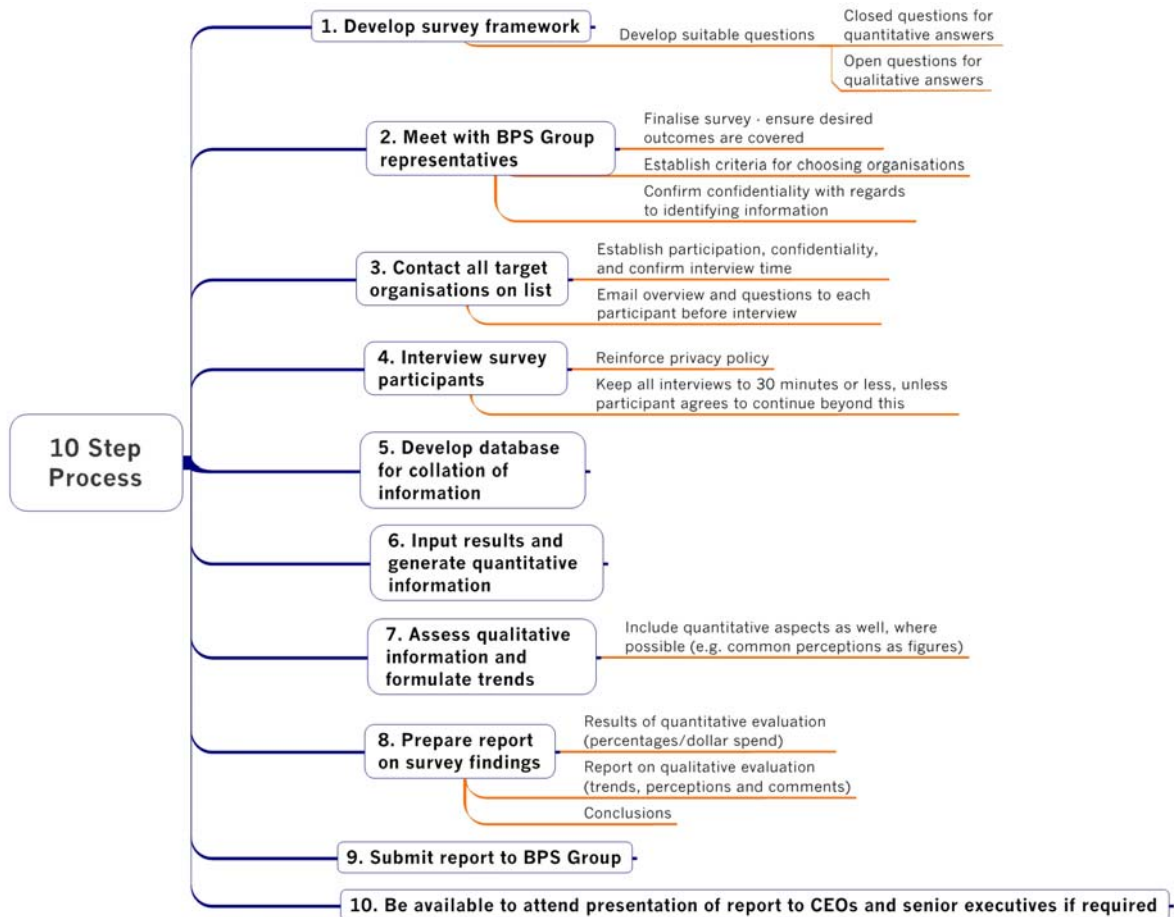 10 Step
Process
1. Develop survey framework
Develop suitable questions
Closed questions for
quantitative answers
Open questions for
qualitative answers
2. Meet with BPS Group
representatives
Finalise survey - ensure desired
outcomes are covered
Establish criteria for choosing organisations
Confirm confidentiality with regards
to identifying information
3. Contact all target
organisations on list
Establish participation, confidentiality,
and confirm interview time
Email overview and questions to each
participant before interview
4. Interview survey
participants
Reinforce privacy policy
Keep all interviews to 30 minutes or less, unless
participant agrees to continue beyond this
5. Develop database
for collation of
information
6. Input results and
generate quantitative
information
7. Assess qualitative
information and
formulate trends
Include quantitative aspects as well, where
possible (e.g. common perceptions as figures)
8. Prepare report
on survey findings
Results of quantitative evaluation
(percentages/dollar spend)
Report on qualitative evaluation
(trends, perceptions and comments)
Conclusions
9. Submit report to BPS Group
10. Be available to attend presentation of report to CEOs and senior executives if required